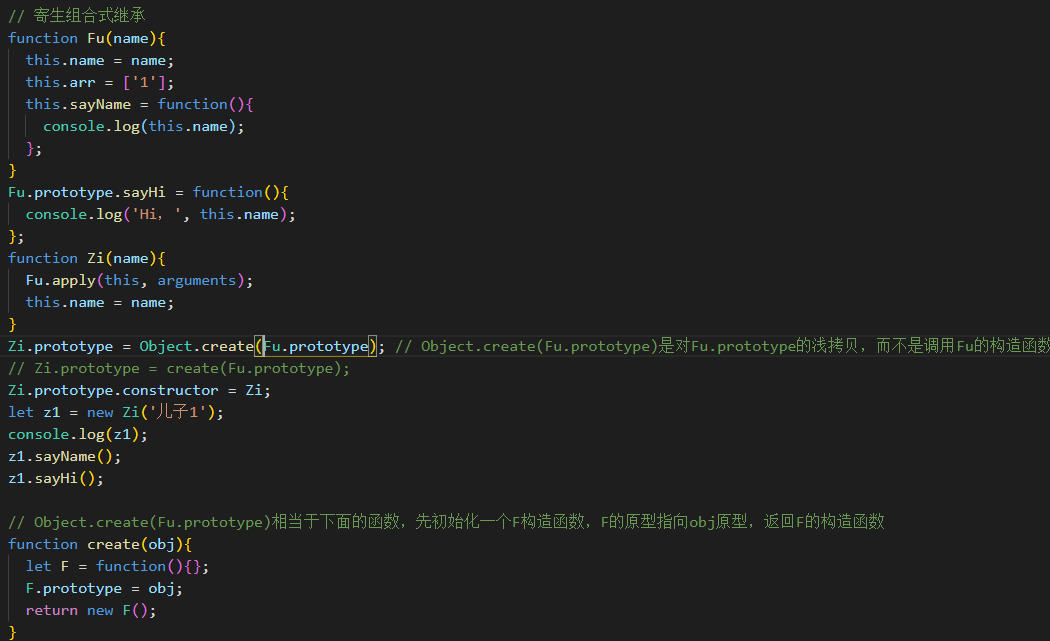 // 寄生组合式继承
function Fu(name){
  this.name = name;
  this.arr = ['1'];
  this.sayName = function(){
    console.log(this.name);
  };
}
Fu.prototype.sayHi = function(){
  console.log('Hi, ', this.name);
};
function Zi(name){
  Fu.apply(this, arguments);
  this.name = name;
}
Zi.prototype = Object.create(Fu.prototype); // Object.create(Fu.prototype)是对Fu.prototype的浅拷贝，而不是调用Fu的构造函数
// Zi.prototype = create(Fu.prototype);
Zi.prototype.constructor = Zi;
let z1 = new Zi('儿子1');
console.log(z1);
z1.sayName();
z1.sayHi();
// Object.create(Fu.prototype)相当于下面的函数，先初始化一个F构造函数，F的原型指向obj原型，返回F的构造函数
function create(obj){
  let F = function(){};
  F.prototype = obj;
  return new F();
}